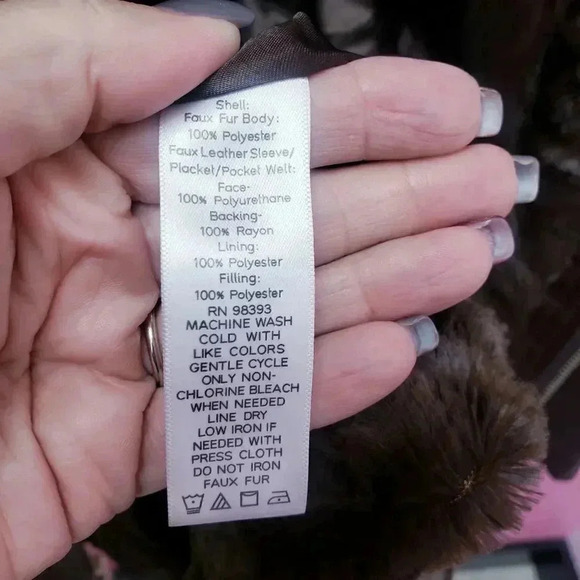 Shell:
Faux Fur Body:
100% Polyester
Faux Leather Sleeve/
Placket/Pocket Welt:
Face-
100% Polyurethane
Backing-
100% Rayon
Lining:
100% Polyester
Filling:
100% Polyester
RN 98393
MACHINE WASH
COLD WITH
LIKE COLORS
GENTLE CYCLE
ONLY NON-
CHLORINE BLEACH
WHEN NEEDED
LINE DRY
LOW IRON IF
NEEDED WITH
PRESS CLOTH
DO NOT IRON
FAUX FUR